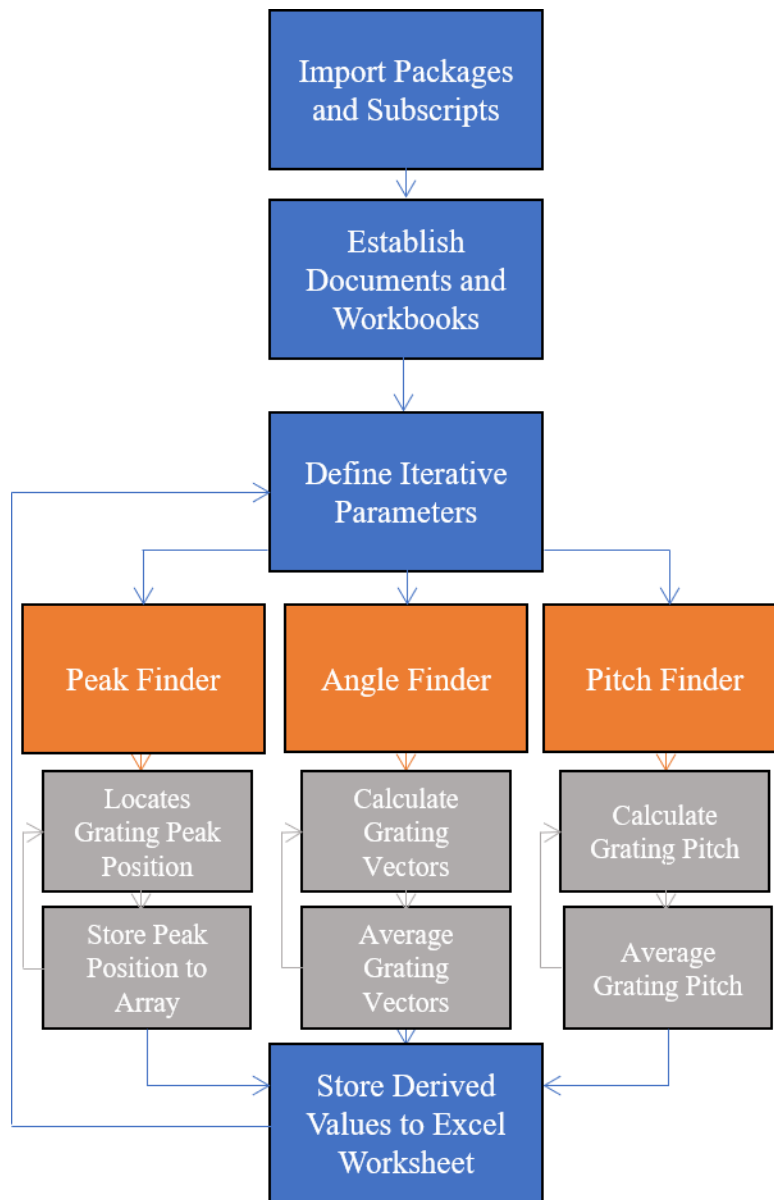 Import Packages
and Subscripts
Establish
Documents and
Workbooks
Define Iterative
Parameters
Peak Finder
Angle Finder
Pitch Finder
Locates
Grating Peak
Position
Calculate
Grating
Vectors
Calculate
Grating Pitch
Store Peak
Position to
Array
Average
Grating
Vectors
Average
Grating Pitch
Store Derived
Values to Excel
Worksheet